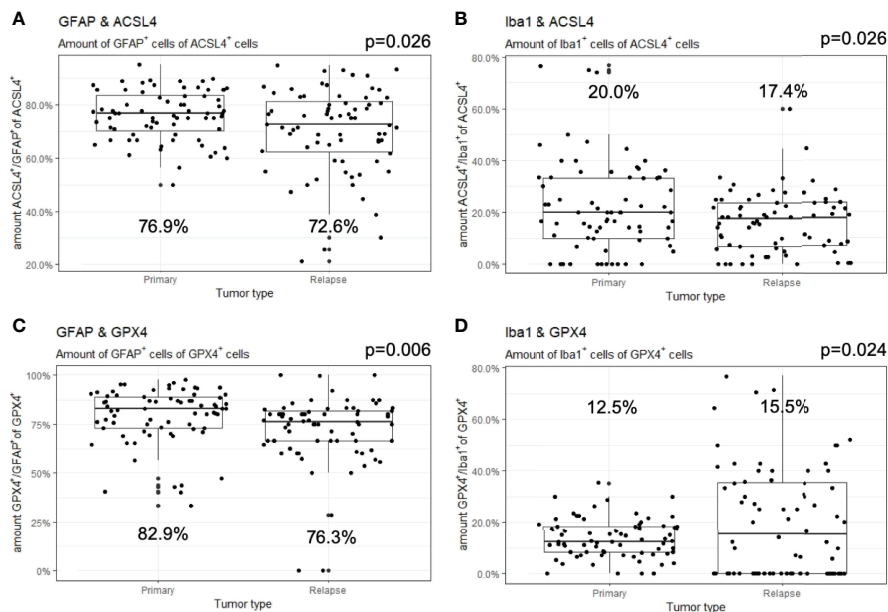 A
GFAP & ACSL4
Amount of GFAP⁺ cells of ACSL4⁺ cells
p=0.026
amount ACSL4⁺/GFAP⁺ of ACSL4⁺
80.0%
60.0%
40.0%
20.0%
76.9%
72.6%
Primary
Relapse
Tumor type
B
Iba1 & ACSL4
Amount of Iba1⁺ cells of ACSL4⁺ cells
p=0.026
amount ACSL4⁺/Iba1⁺ of ACSL4⁺
80.0%
60.0%
40.0%
20.0%
0.0%
20.0%
17.4%
Primary
Relapse
Tumor type
C
GFAP & GPX4
Amount of GFAP⁺ cells of GPX4⁺ cells
p=0.006
amount GPX4⁺/GFAP⁺ of GPX4⁺
100%
75%
50%
25%
0%
82.9%
76.3%
Primary
Relapse
Tumor type
D
Iba1 & GPX4
Amount of Iba1⁺ cells of GPX4⁺ cells
p=0.024
amount GPX4⁺/Iba1⁺ of GPX4⁺
80.0%
60.0%
40.0%
20.0%
0.0%
12.5%
15.5%
Primary
Relapse
Tumor type